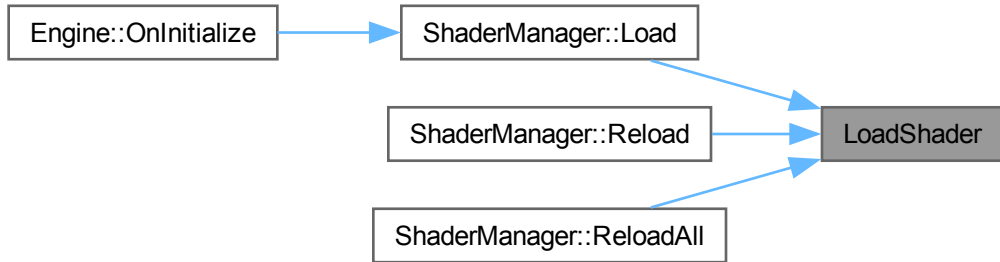 Engine::OnInitialize
ShaderManager::Load
ShaderManager::Reload
LoadShader
ShaderManager::ReloadAll